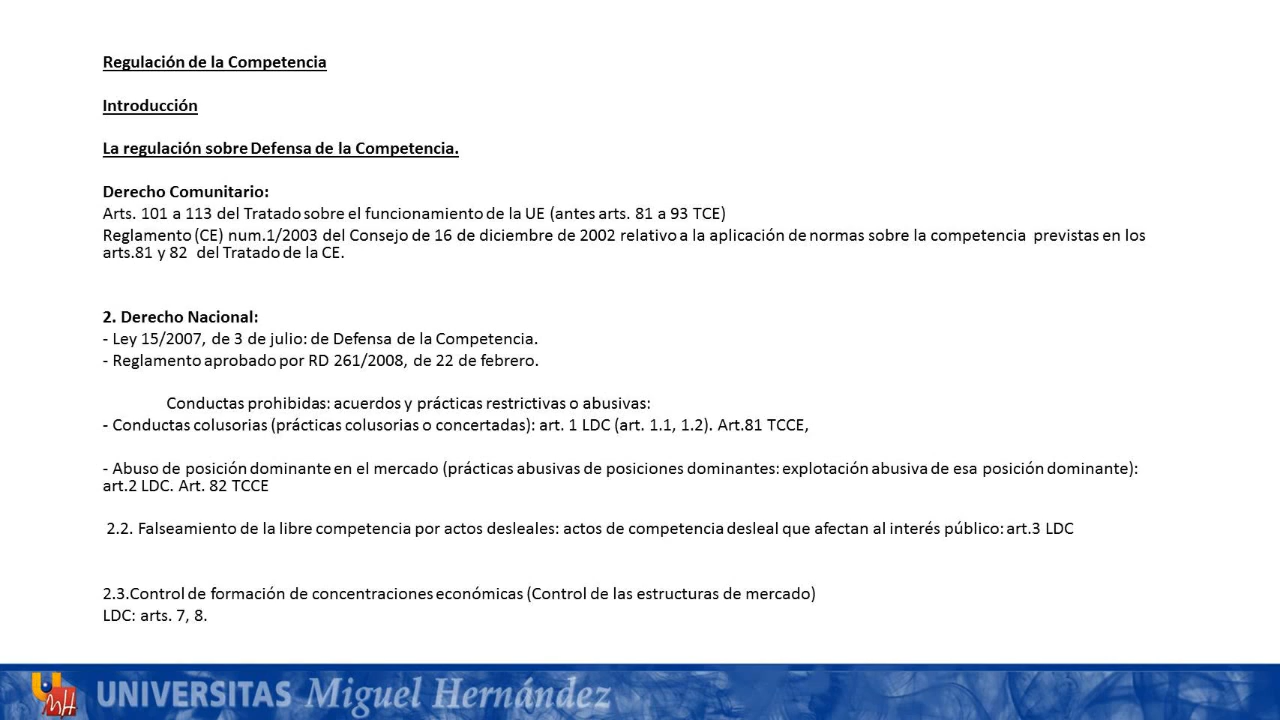 Regulación de la Competencia
Introducción
La regulación sobre Defensa de la Competencia.
Derecho Comunitario:
Arts. 101 a 113 del Tratado sobre el funcionamiento de la UE (antes arts. 81 a 93 TCE)
Reglamento (CE) num.1/2003 del Consejo de 16 de diciembre de 2002 relativo a la aplicación de normas sobre la competencia previstas en los
arts.81 y 82 del Tratado de la CE.
2. Derecho Nacional:
- Ley 15/2007, de 3 de julio: de Defensa de la Competencia.
- Reglamento aprobado por RD 261/2008, de 22 de febrero.
Conductas prohibidas: acuerdos y prácticas restrictivas o abusivas:
- Conductas colusorias (prácticas colusorias o concertadas): art. 1 LDC (art. 1.1, 1.2). Art.81 TCCE,
- Abuso de posición dominante en el mercado (prácticas abusivas de posiciones dominantes: explotación abusiva de esa posición dominante):
art.2 LDC. Art. 82 TCCE
2.2. Falseamiento de la libre competencia por actos desleales: actos de competencia desleal que afectan al interés público: art.3 LDC
2.3.Control de formación de concentraciones económicas (Control de las estructuras de mercado)
LDC: arts. 7, 8.
UNIVERSITAS Miguel Hernández